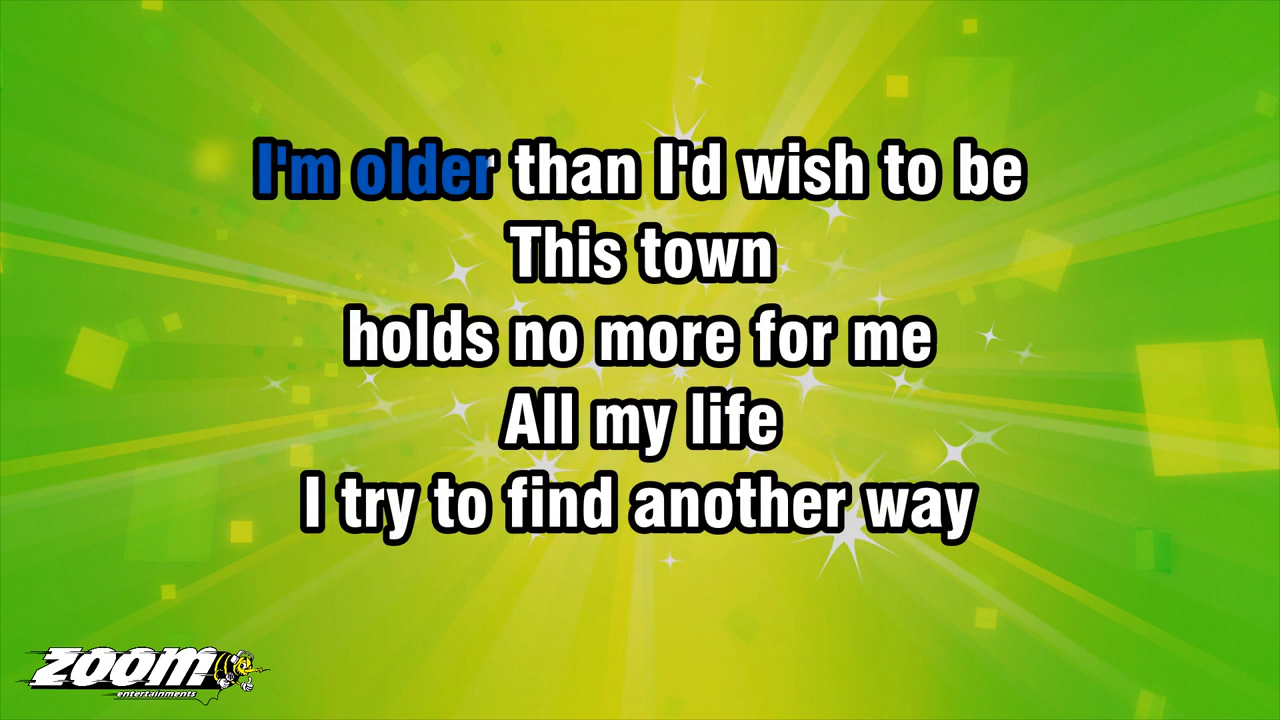 I'm older than I'd wish to be
This town
holds no more for me
All my life
I try to find another way
zoom
entertainments